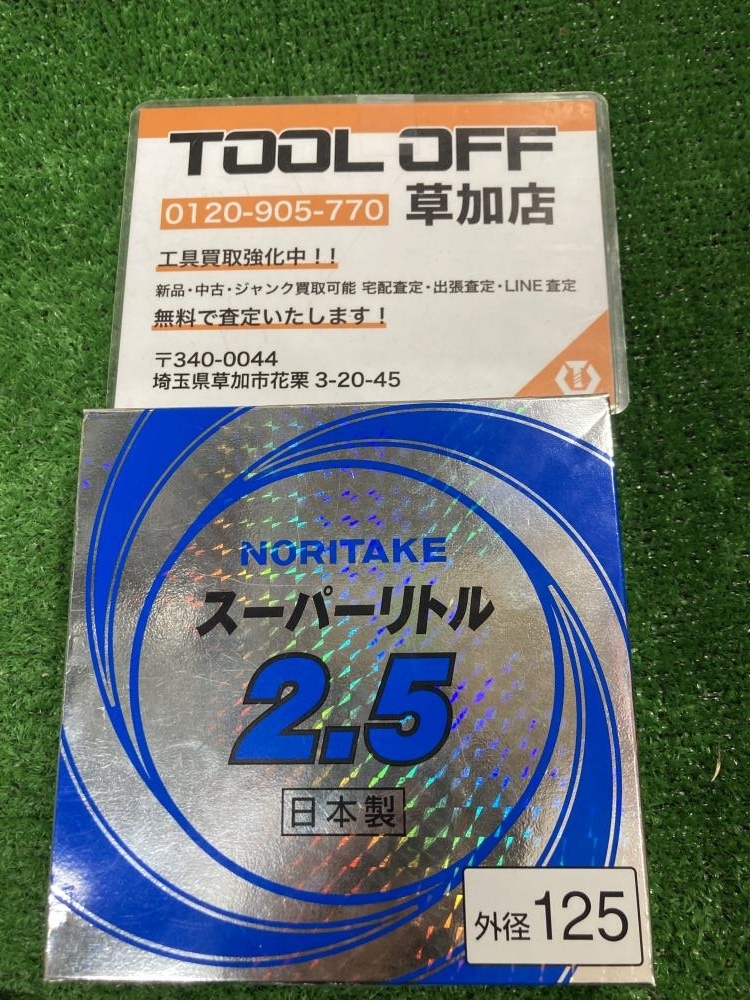 TOOL OFF
0120-905-770 草加店
工具買取強化中！！
新品・中古・ジャンク買取可能 宅配査定・出張査定・LINE査定
無料で査定いたします！
〒340-0044
埼玉県草加市花栗 3-20-45
NORITAKE
スーパーリトル
2.5
日本製
外径125